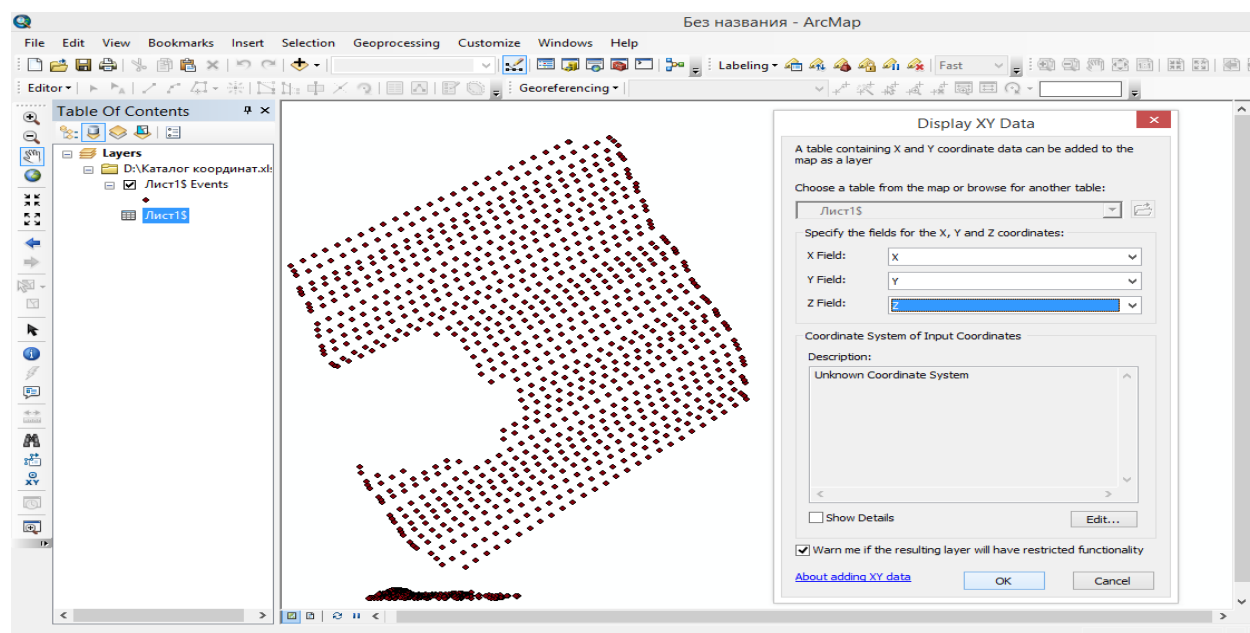 Без названия - ArcMap
File Edit View Bookmarks Insert Selection Geoprocessing Customize Windows Help
Labeling Fast
Editor Georeferencing
Table Of Contents
Layers
D:\Каталог координат.xls
Лист1$ Events
Лист1$
XY
Display XY Data
A table containing X and Y coordinate data can be added to the
map as a layer
Choose a table from the map or browse for another table:
Лист1$
Specify the fields for the X, Y and Z coordinates:
X Field: X
Y Field: Y
Z Field: Z
Coordinate System of Input Coordinates
Description:
Unknown Coordinate System
Show Details
Edit...
Warn me if the resulting layer will have restricted functionality
About adding XY data
OK Cancel